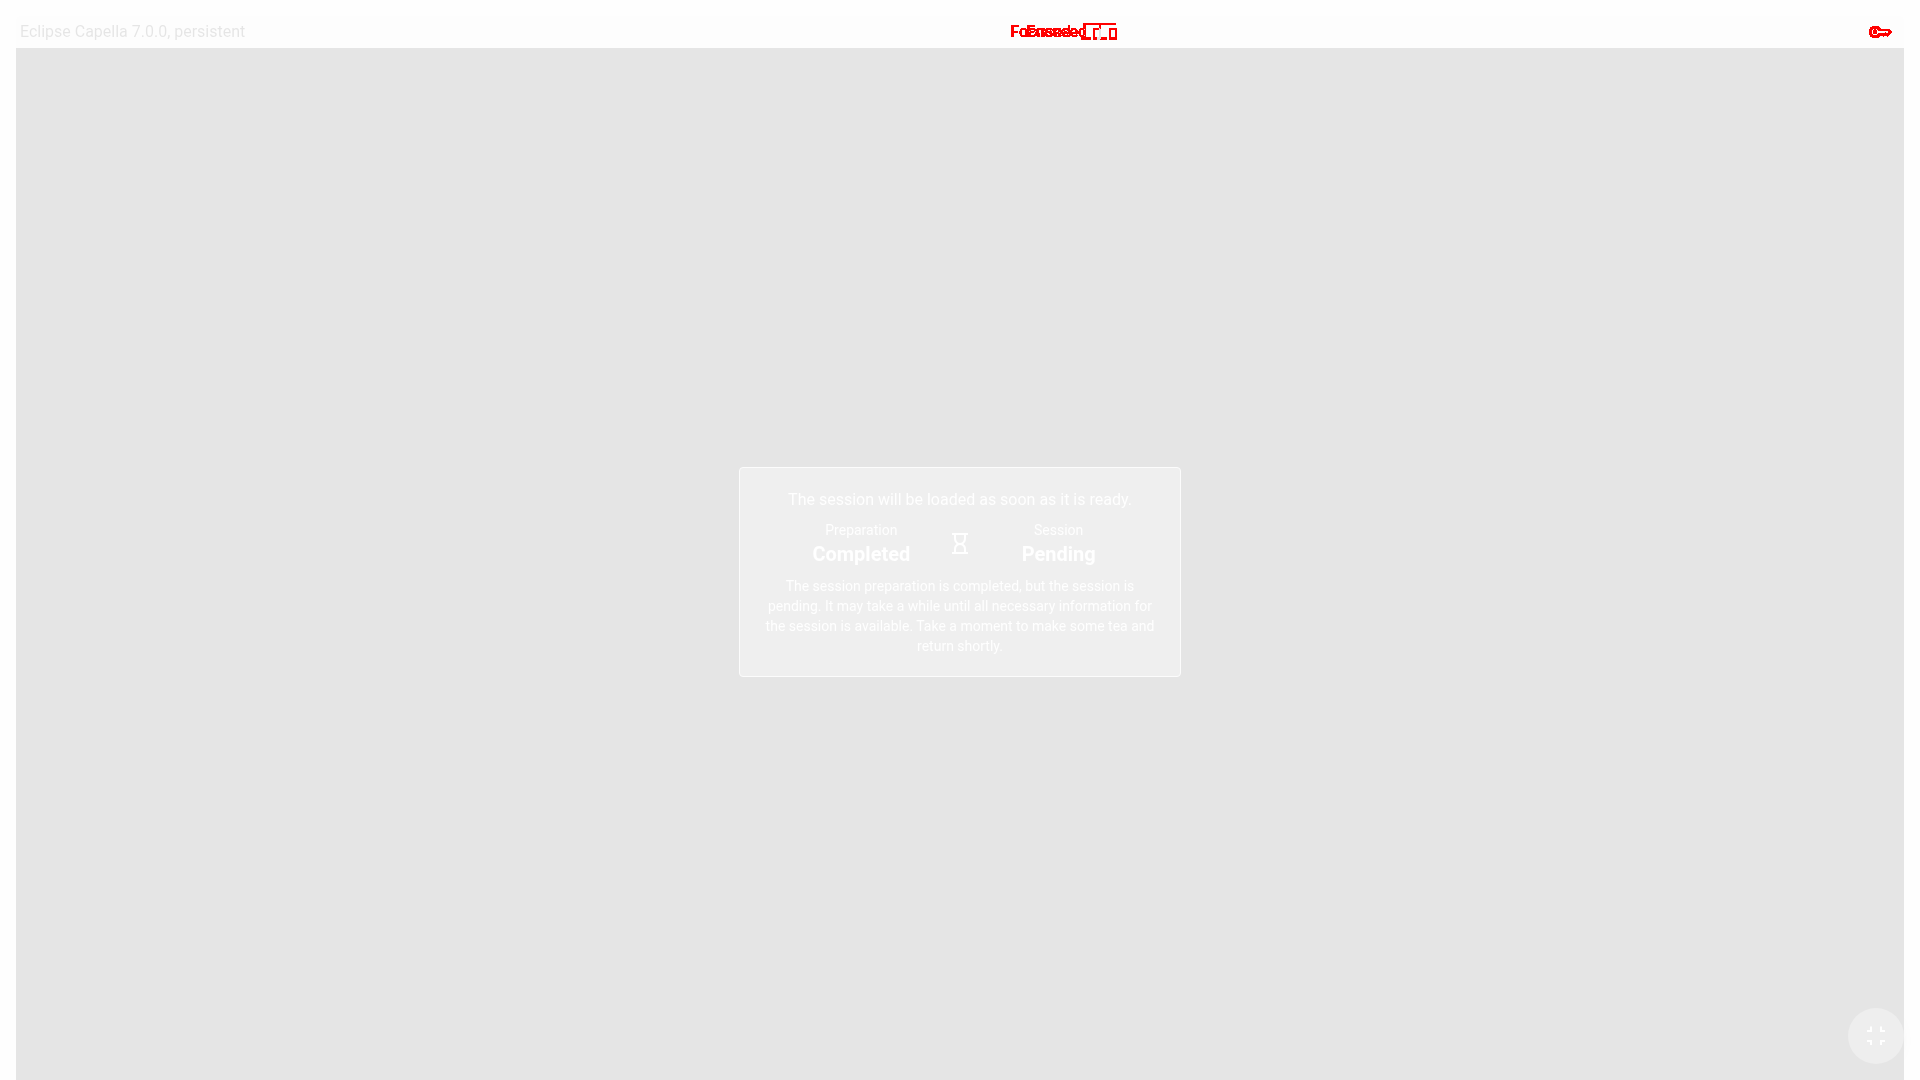 Eclipse Capella 7.0.0, persistent
The session will be loaded as soon as it is ready.
Preparation
Completed
Session
Pending
The session preparation is completed, but the session is
pending. It may take a while until all necessary information for
the session is available. Take a moment to make some tea and
return shortly.